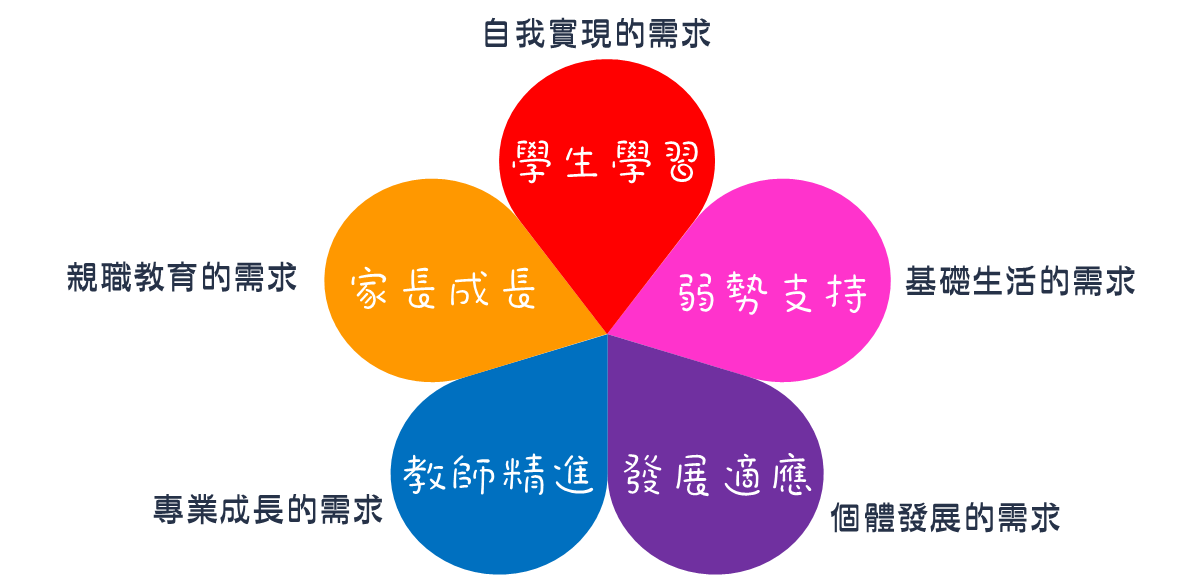 自我實現的需求
學生學習
親職教育的需求
家長成長
弱勢支持
基礎生活的需求
教師精進
發展適應
專業成長的需求
個體發展的需求